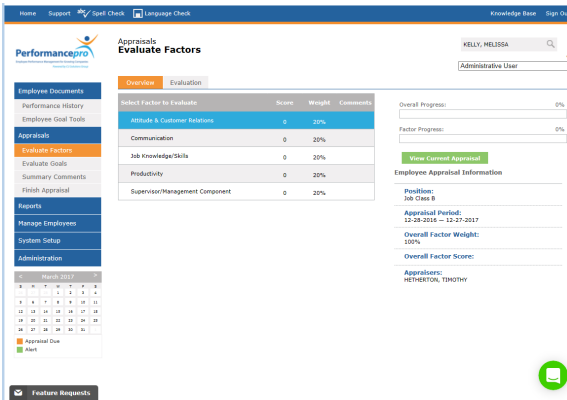 Home Support abc Spell Check Language Check Knowledge Base Sign Ou
Performancepro
Appraisals
Evaluate Factors
KELLY, MELISSA
Administrative User
Overview Evaluation
Employee Documents
Performance History
Employee Goal Tools
Appraisals
Evaluate Factors
Evaluate Goals
Summary Comments
Finish Appraisal
Reports
Manage Employees
System Setup
Administration
Select Factor to Evaluate Score Weight Comments
Attitude & Customer Relations 0 20%
Communication 0 20%
Job Knowledge/Skills 0 20%
Productivity 0 20%
Supervisor/Management Component 0 20%
Overall Progress: 0%
Factor Progress: 0%
View Current Appraisal
Employee Appraisal Information
Position:
Job Class B
Appraisal Period:
12-28-2016 — 12-27-2017
Overall Factor Weight:
100%
Overall Factor Score:
Appraisers:
HETHERTON, TIMOTHY
< March 2017 >
S M T W T F S
1 2 3 4
5 6 7 8 9 10 11
12 13 14 15 16 17 18
19 20 21 22 23 24 25
26 27 28 29 30 31
Appraisal Due
Alert
Feature Requests